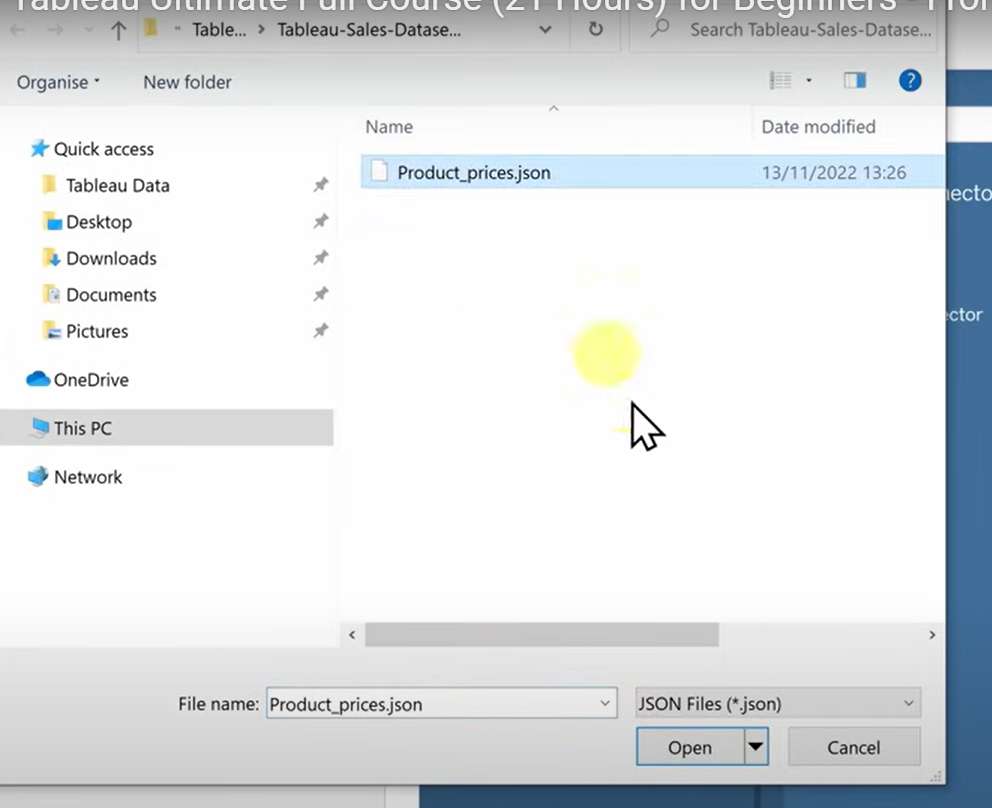 Tableau Ultimate Full Course (21 Hours) for Beginners
Table... > Tableau-Sales-Datase...
Search Tableau-Sales-Datase...
Organise
New folder
?
Name
Date modified
Quick access
Product_prices.json
13/11/2022 13:26
Tableau Data
Desktop
Downloads
Documents
Pictures
OneDrive
This PC
Network
ector
File name:
Product_prices.json
JSON Files (*.json)
Open
Cancel